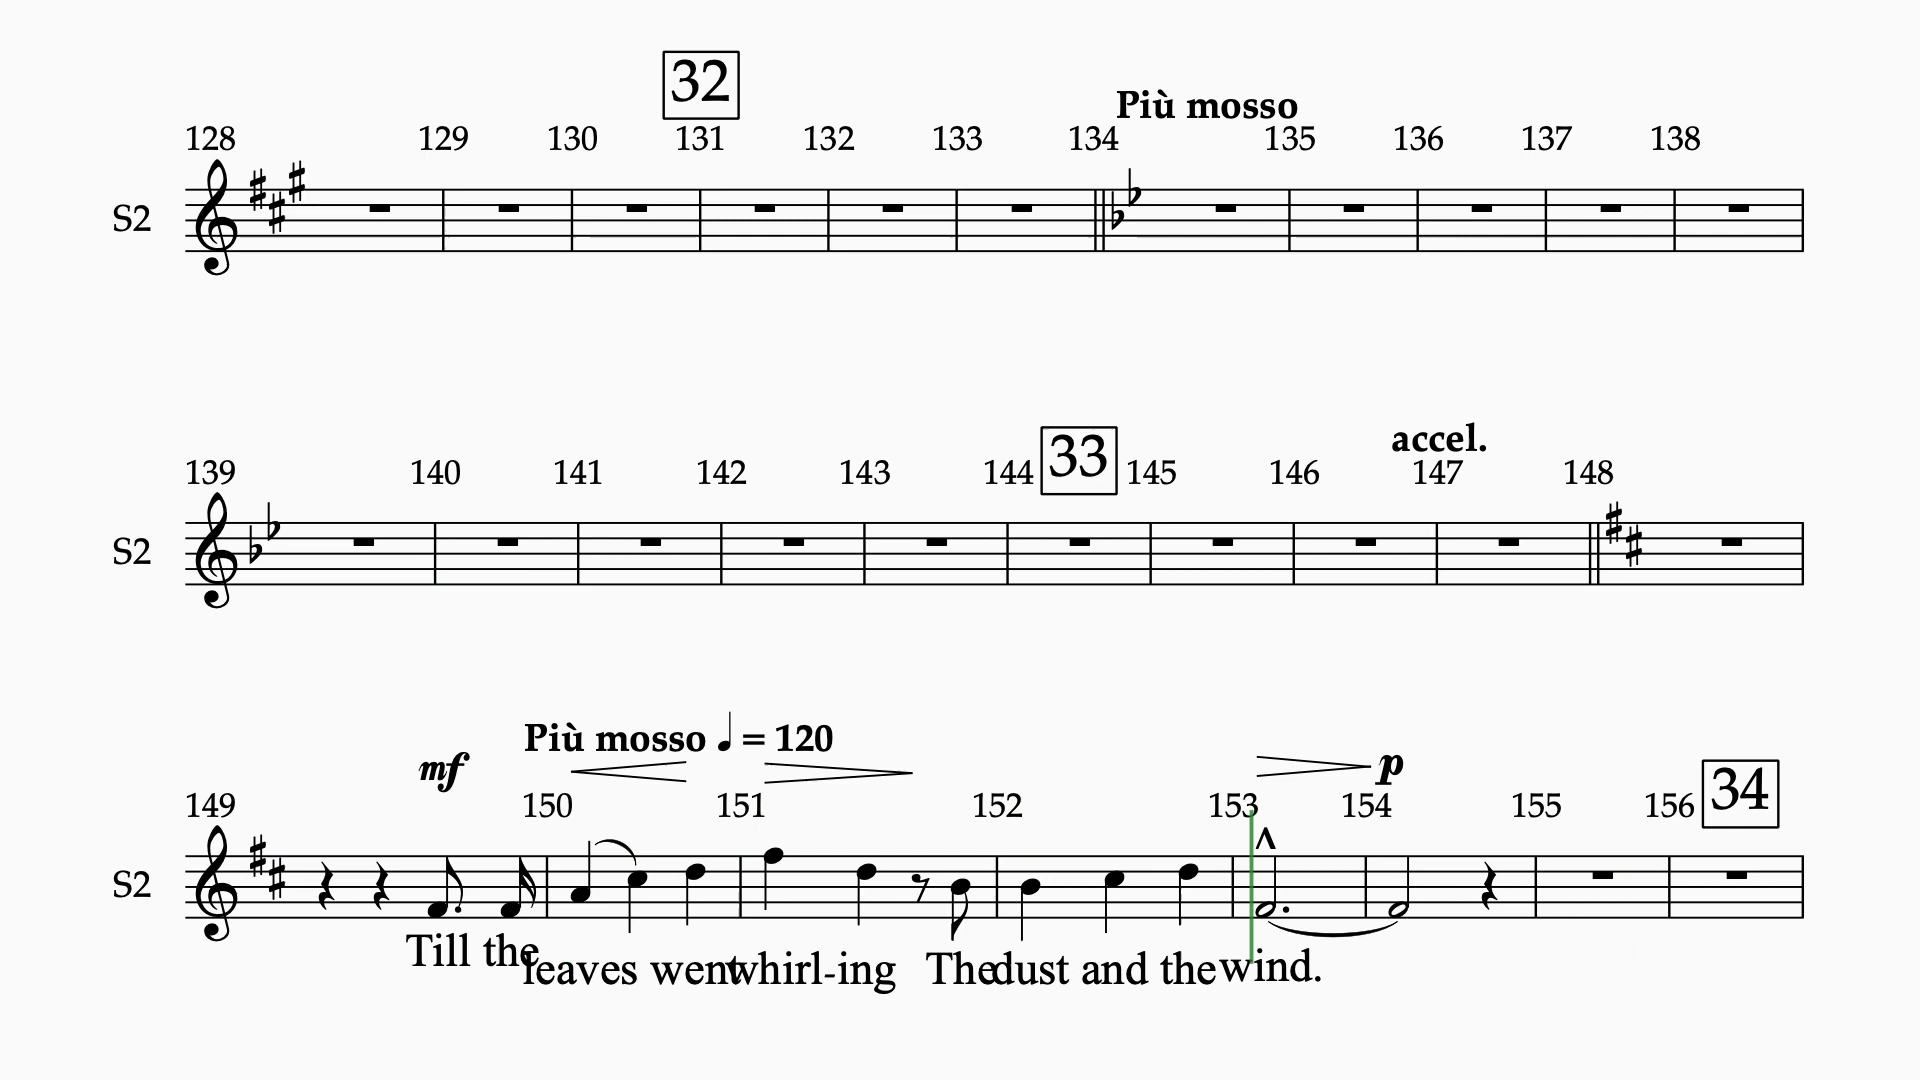 32
Più mosso
128 129 130 131 132 133 134 135 136 137 138
S2
33
accel.
139 140 141 142 143 144 145 146 147 148
S2
Più mosso ♩ = 120
mf p
34
149 150 151 152 153 154 155 156
S2
Till the leaves went whirl-ing The dust and the wind.